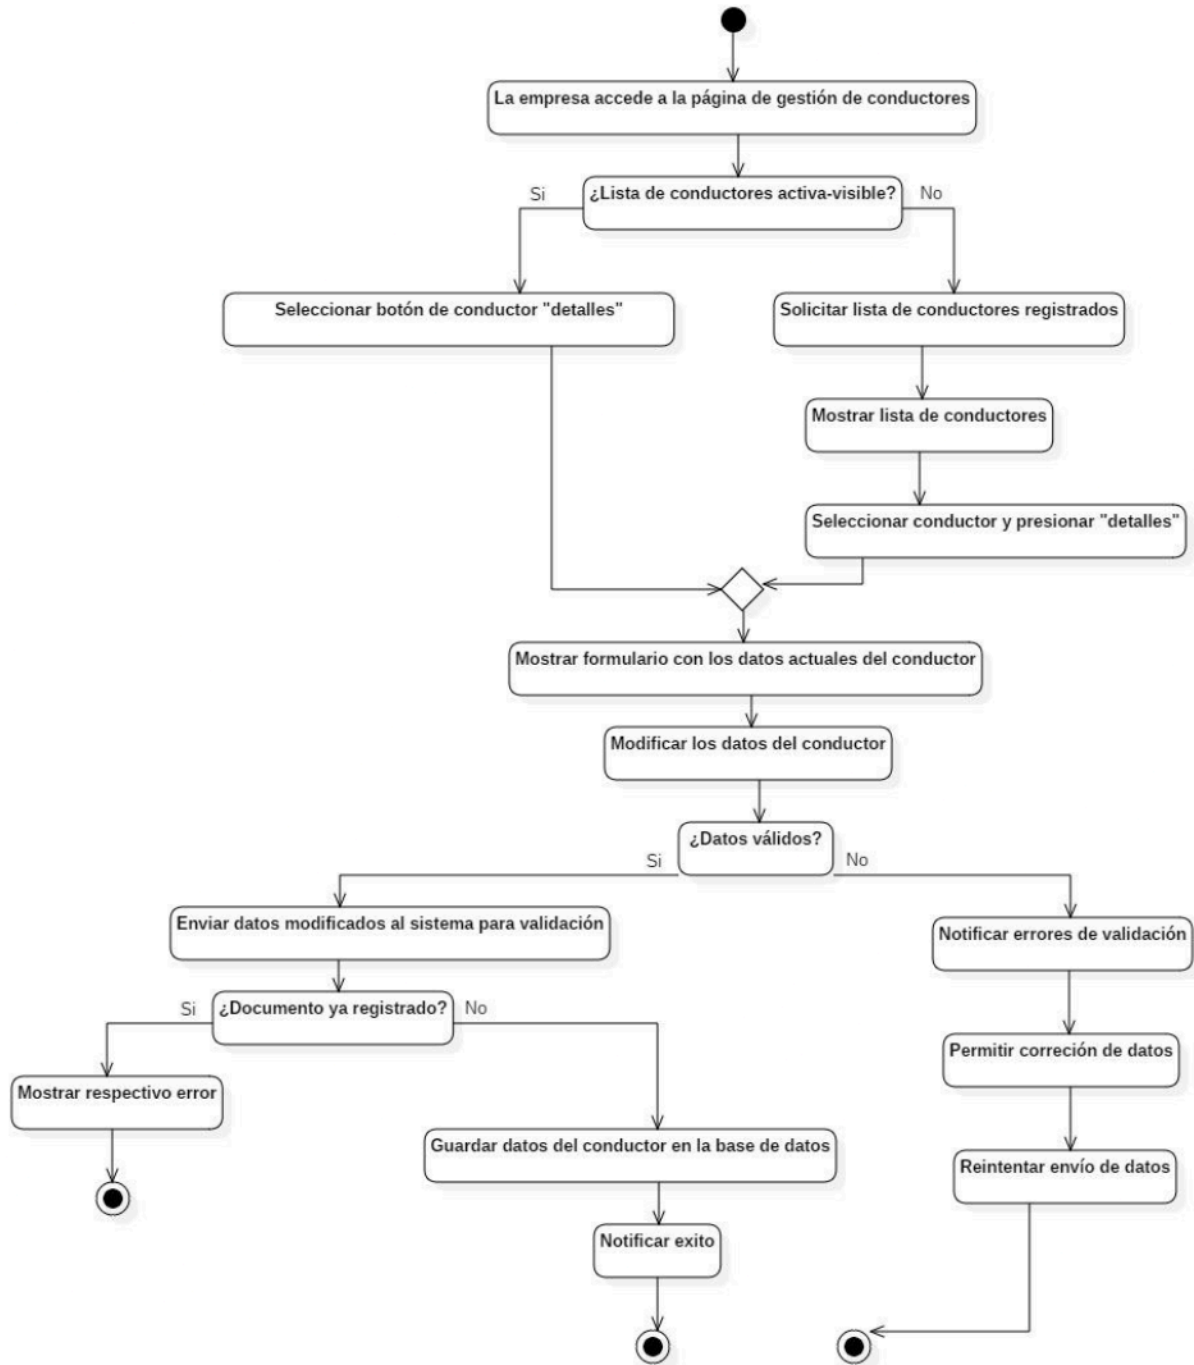 La empresa accede a la página de gestión de conductores
¿Lista de conductores activa-visible?
Si
No
Seleccionar botón de conductor "detalles"
Solicitar lista de conductores registrados
Mostrar lista de conductores
Seleccionar conductor y presionar "detalles"
Mostrar formulario con los datos actuales del conductor
Modificar los datos del conductor
¿Datos válidos?
Si
No
Enviar datos modificados al sistema para validación
Notificar errores de validación
¿Documento ya registrado?
Si
No
Permitir correción de datos
Mostrar respectivo error
Guardar datos del conductor en la base de datos
Reintentar envío de datos
Notificar exito